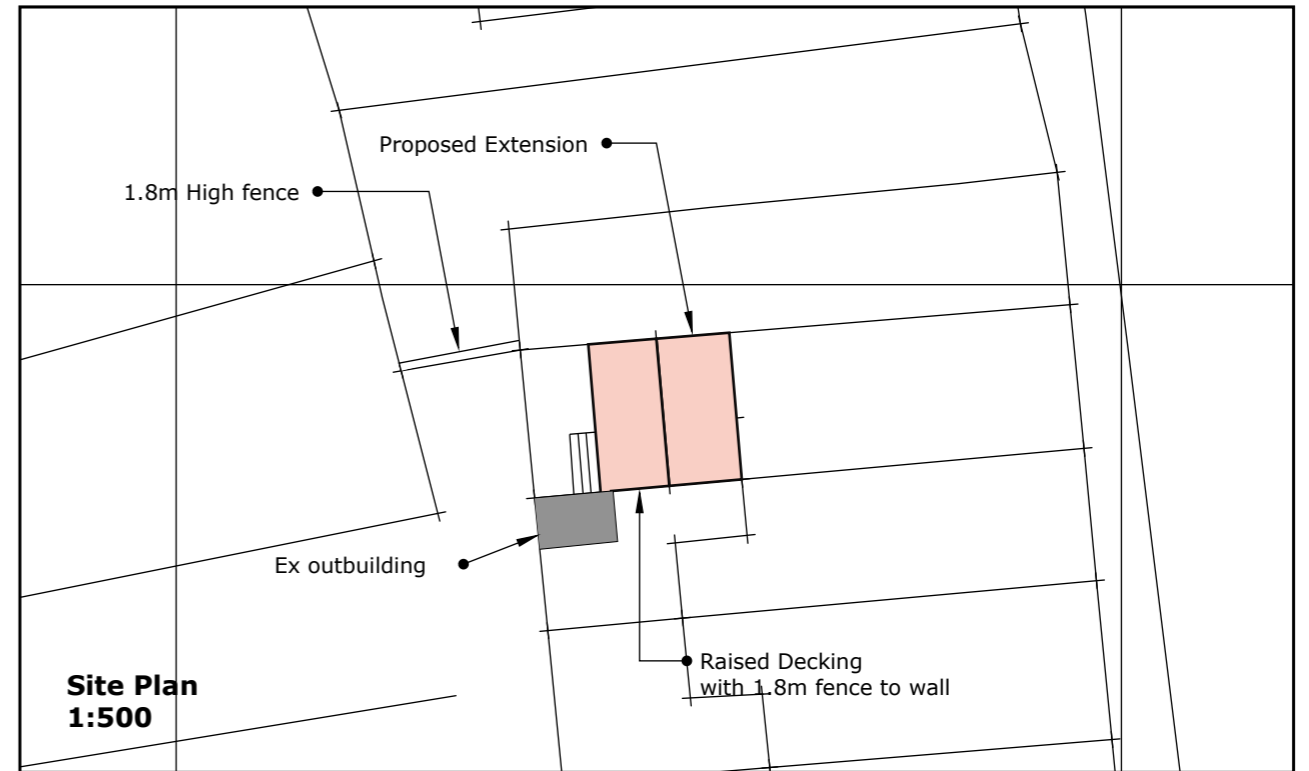 Proposed Extension
1.8m High fence
Ex outbuilding
Raised Decking
with 1.8m fence to wall
Site Plan
1:500